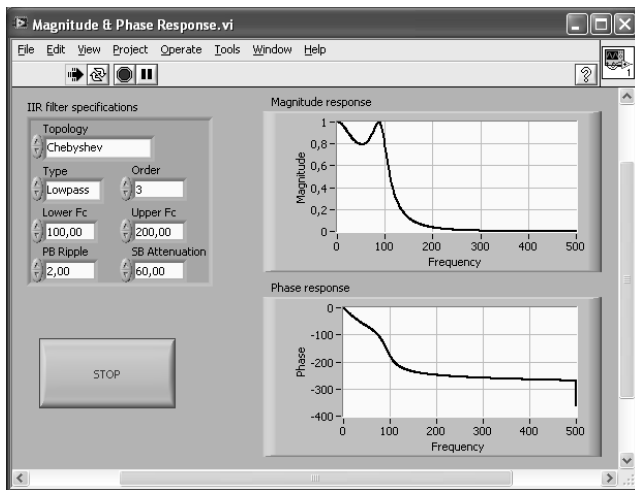 Magnitude & Phase Response.vi
File Edit View Project Operate Tools Window Help
?
1
IIR filter specifications
Topology
Chebyshev
Type Order
Lowpass 3
Lower Fc Upper Fc
100,00 200,00
PB Ripple SB Attenuation
2,00 60,00
STOP
Magnitude response
Magnitude
1
0,8
0,6
0,4
0,2
0
0 100 200 300 400 500
Frequency
Phase response
Phase
0
-100
-200
-300
-400
0 100 200 300 400 500
Frequency